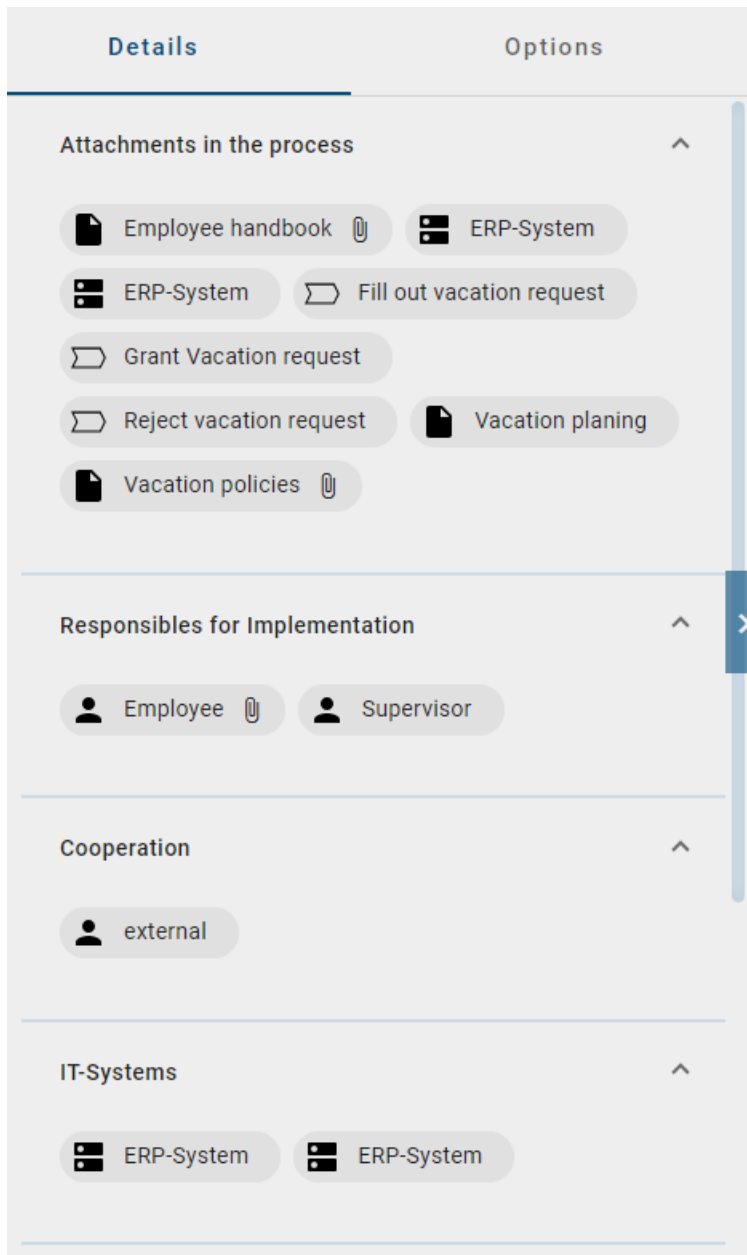 Details Options
Attachments in the process
Employee handbook ERP-System
ERP-System Fill out vacation request
Grant Vacation request
Reject vacation request Vacation planing
Vacation policies
Responsibles for Implementation
Employee Supervisor
Cooperation
external
IT-Systems
ERP-System ERP-System